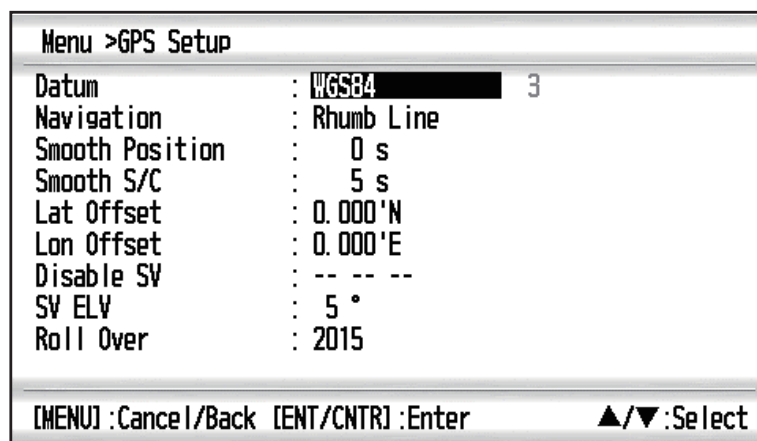 Menu >GPS Setup
Datum : WGS84 3
Navigation : Rhumb Line
Smooth Position : 0 s
Smooth S/C : 5 s
Lat Offset : 0.000'N
Lon Offset : 0.000'E
Disable SV : -- -- --
SV ELV : 5 °
Roll Over : 2015
[MENU] :Cancel/Back [ENT/CNTR] :Enter ▲/▼:Select